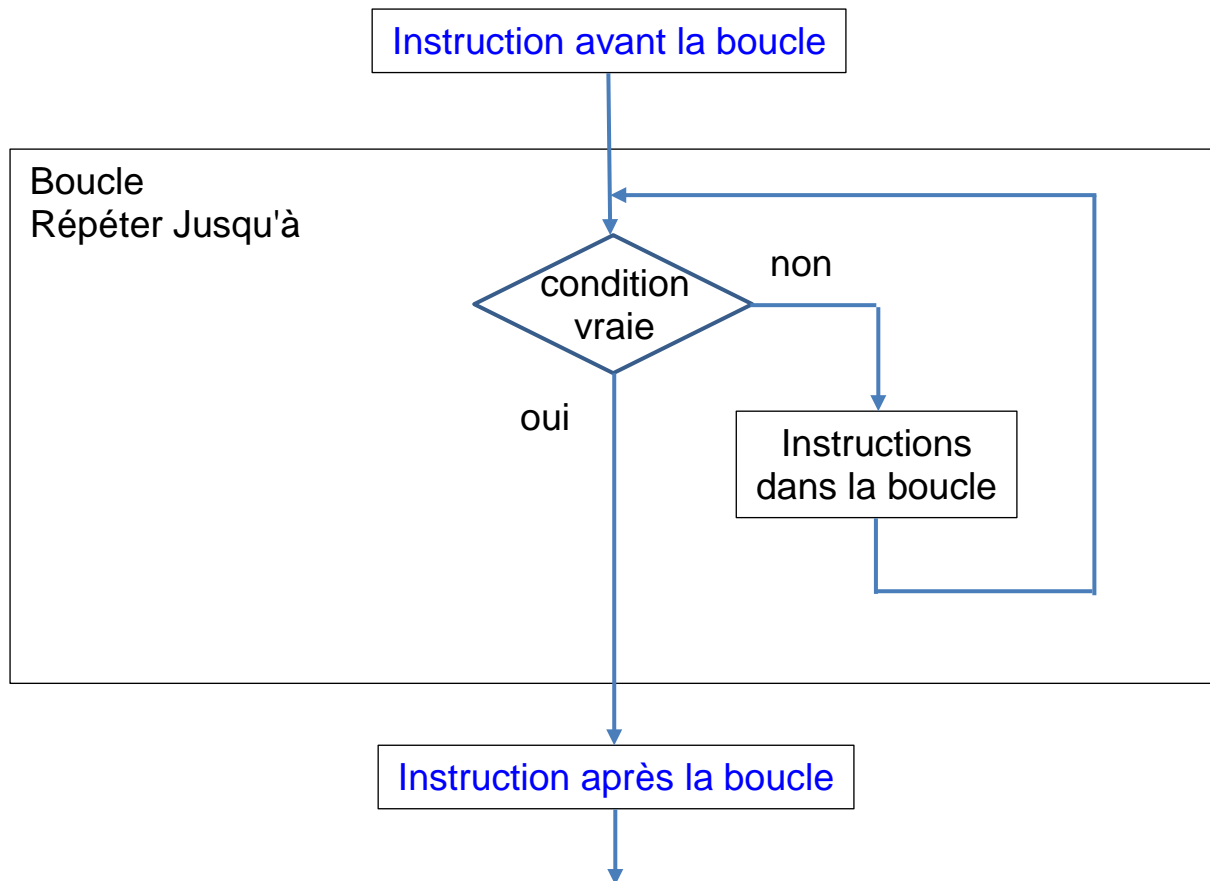 Instruction avant la boucle
Boucle
Répéter Jusqu'à
condition
vraie
non
oui
Instructions
dans la boucle
Instruction après la boucle